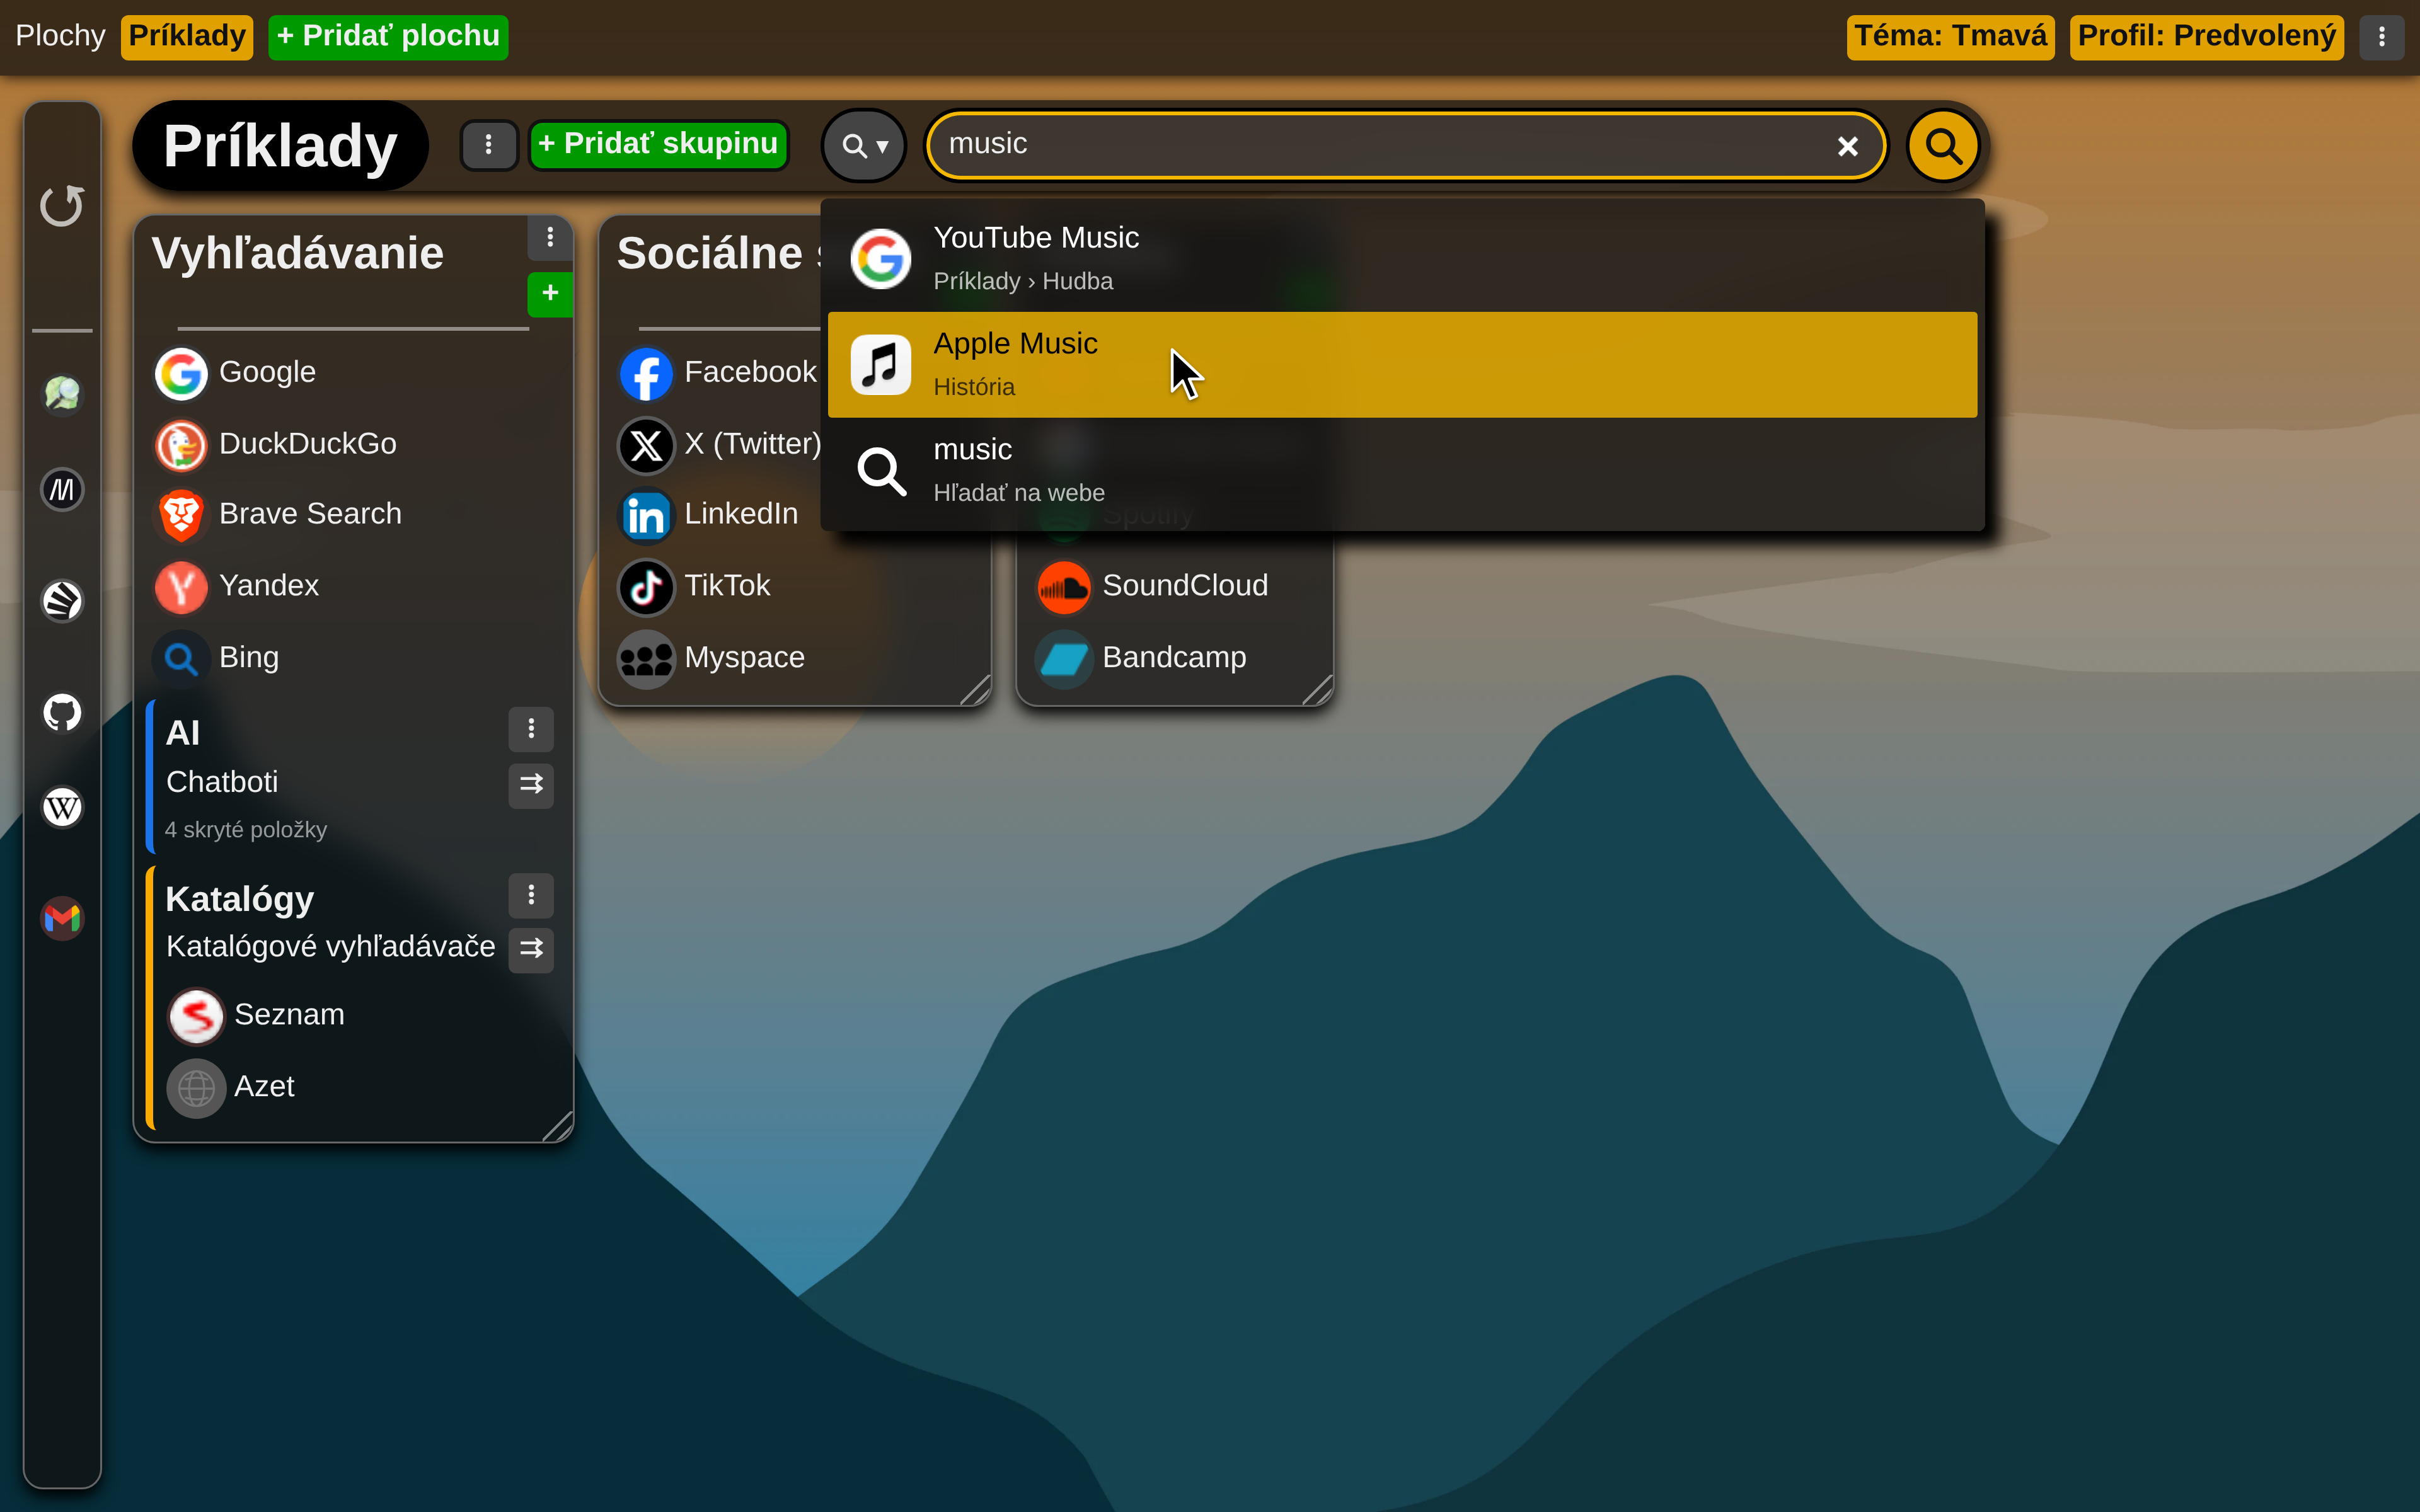 Plochy Príklady + Pridať plochu Téma: Tmavá Profil: Predvolený
Príklady + Pridať skupinu music
YouTube Music
Príklady › Hudba
Apple Music
História
music
Hľadať na webe
Vyhľadávanie
+
Google
DuckDuckGo
Brave Search
Yandex
Bing
AI
Chatboti
4 skryté položky
Katalógy
Katalógové vyhľadávače
Seznam
Azet
Sociálne
Facebook
X (Twitter)
LinkedIn
TikTok
Myspace
Spotify
SoundCloud
Bandcamp